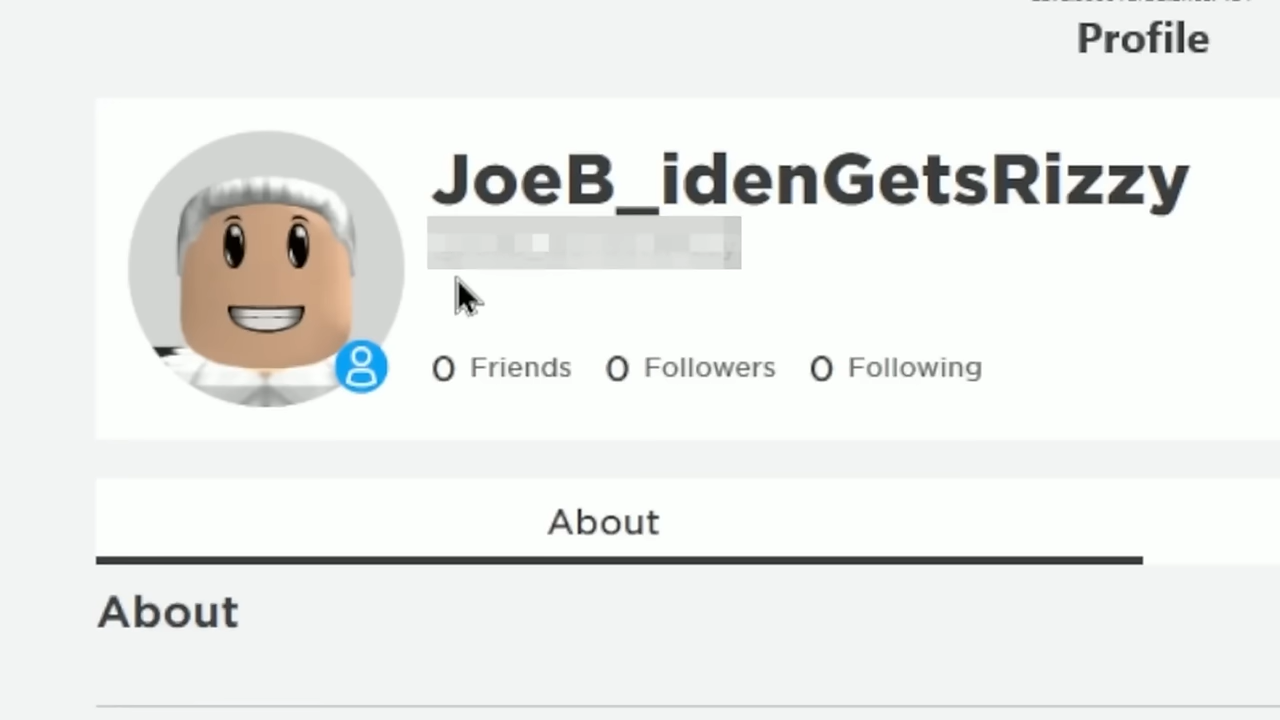 Profile
JoeB_idenGetsRizzy
0 Friends 0 Followers 0 Following
About
About